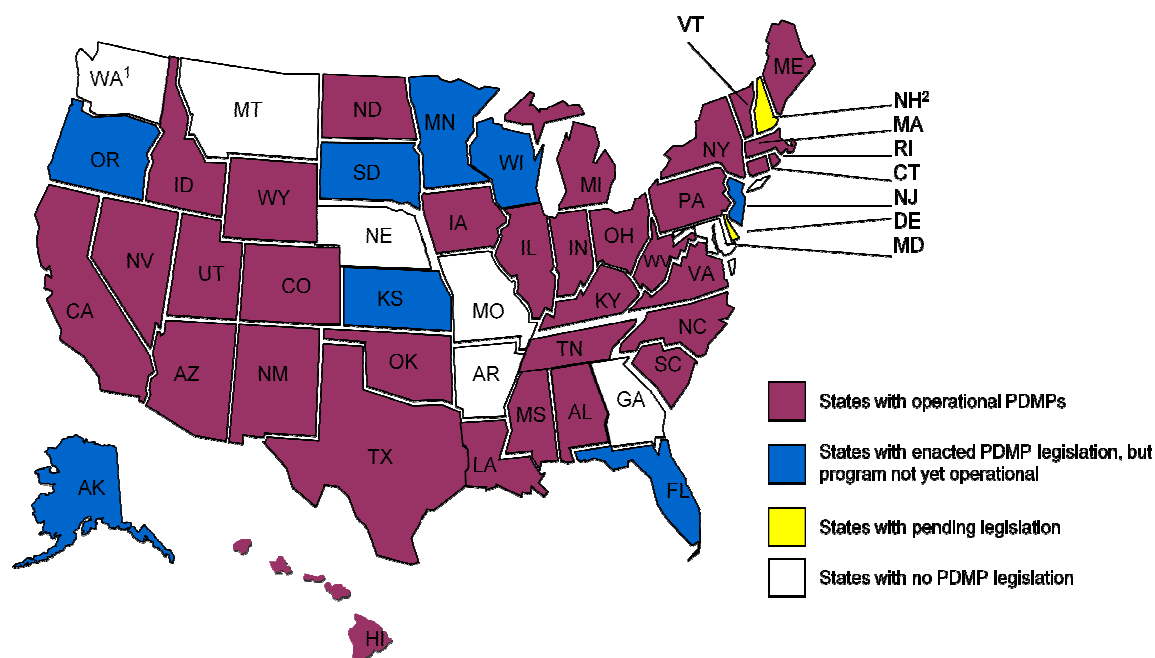 VT
ME
WA1
MT
ND
MN
NH2
MA
OR
ID
SD
WI
NY
RI
WY
MI
CT
PA
NJ
IA
NE
DE
NV
IL
IN
OH
MD
UT
CO
WV
VA
KS
KY
CA
MO
NC
TN
AZ
NM
OK
AR
SC
MS
AL
GA
TX
LA
FL
AK
HI
States with operational PDMPs
States with enacted PDMP legislation, but
program not yet operational
States with pending legislation
States with no PDMP legislation